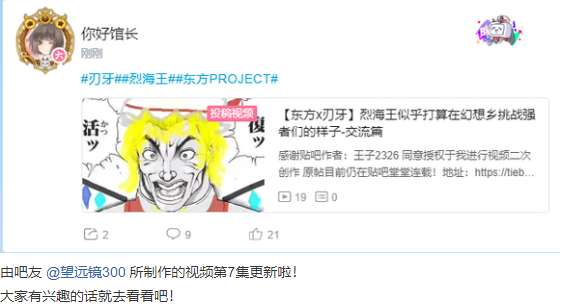 你好馆长
刚刚
#刃牙##烈海王##东方PROJECT#
投稿视频
活ッ
かつ
復ッ
【东方x刃牙】烈海王似乎打算在幻想乡挑战强
者们的样子-交流篇
感谢贴吧作者：王子2326 同意授权于我进行视频二次
创作 原帖目前仍在贴吧堂堂连载！地址：https://tieb...
19 0
2 9 21
由吧友 @望远镜300 所制作的视频第7集更新啦！
大家有兴趣的话就去看看吧！